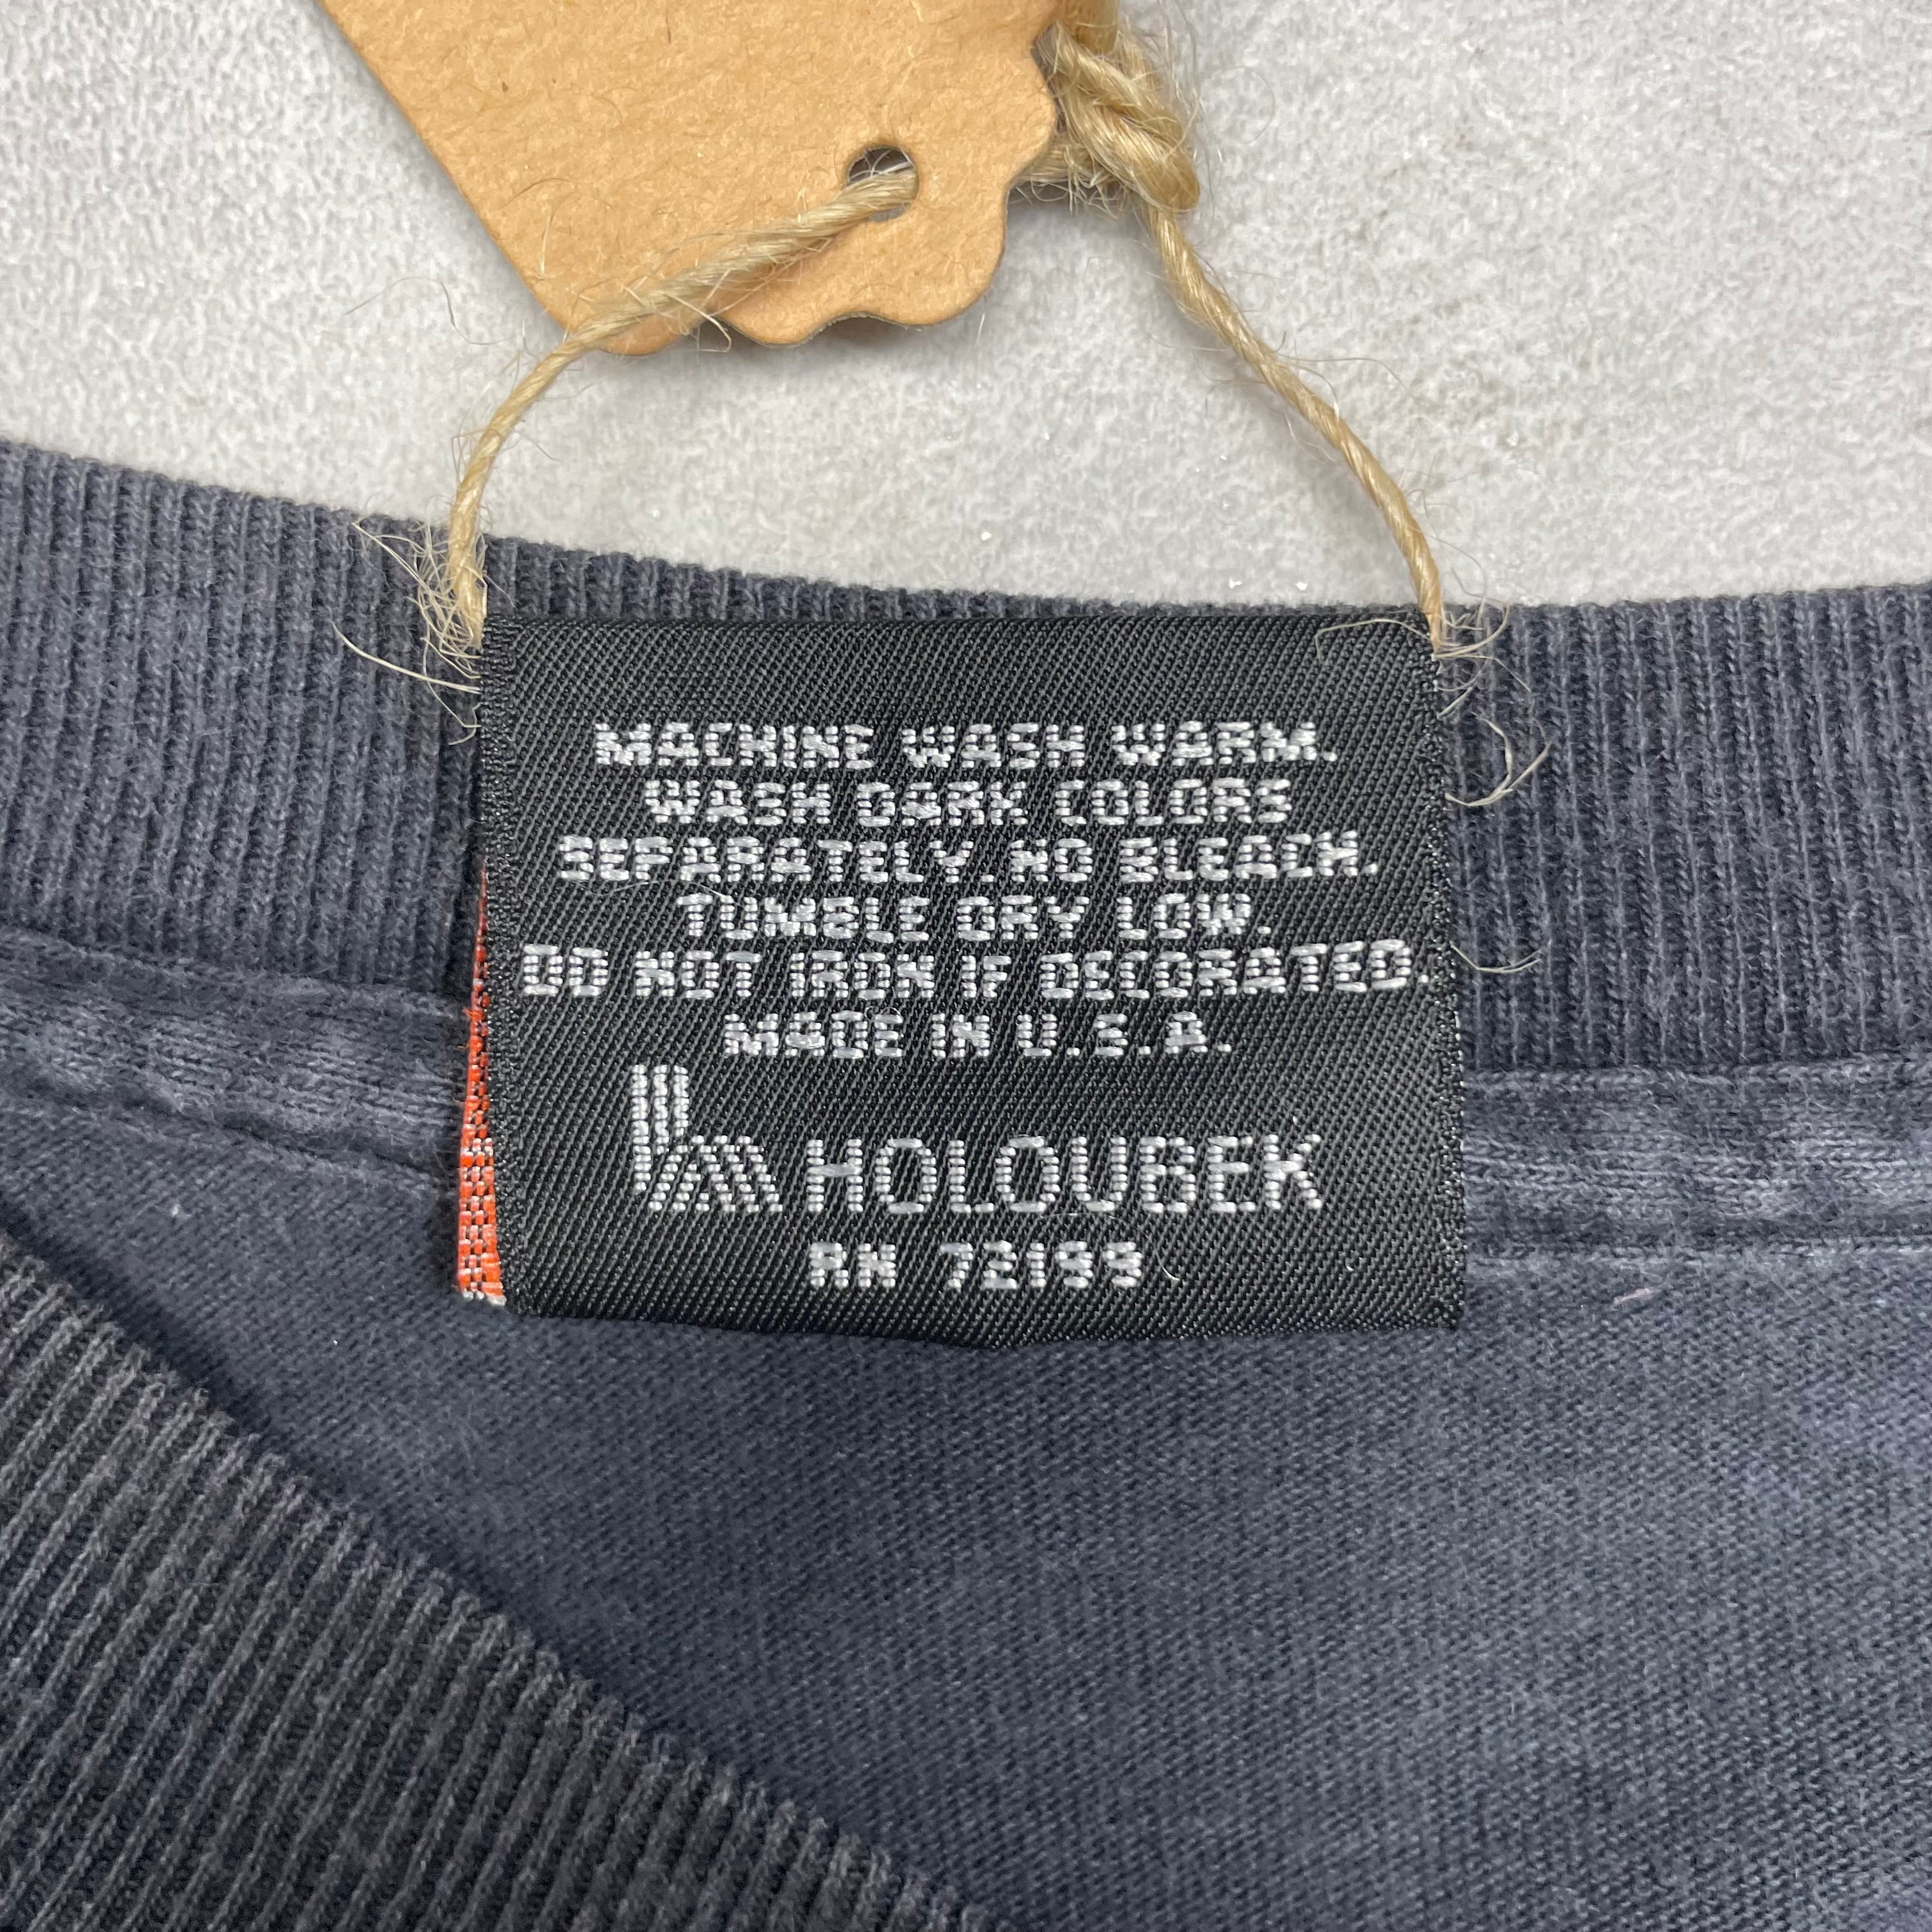 MACHINE WASH WARM.
WASH DARK COLORS
SEPARATELY. NO BLEACH.
TUMBLE DRY LOW.
DO NOT IRON IF DECORATED.
MADE IN U.S.A.
HOLOUBEK
RN 72199